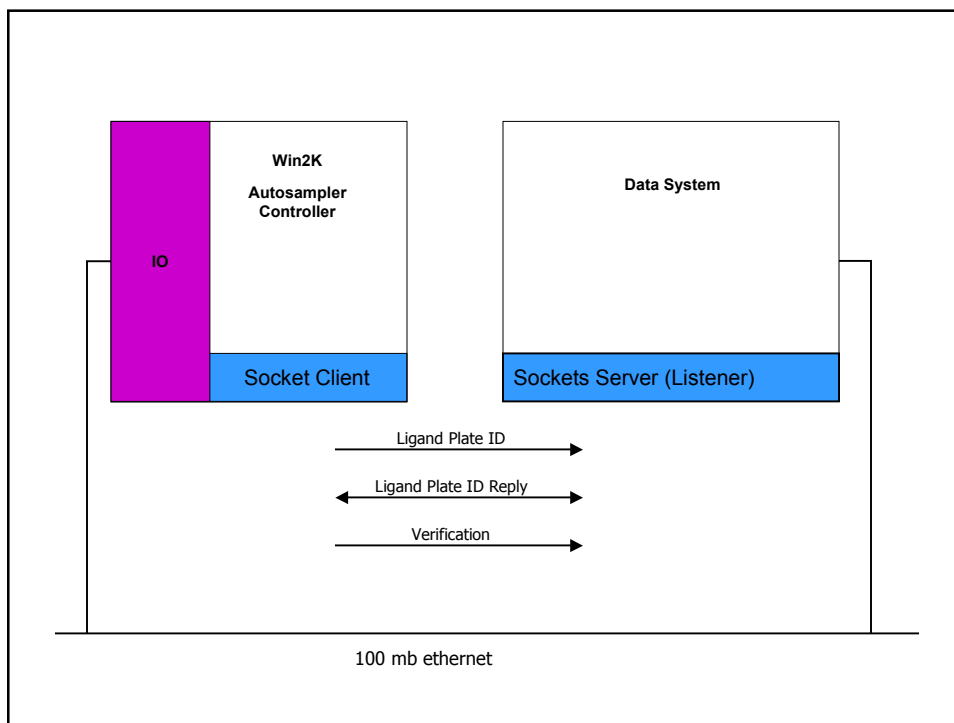 Win2K
Autosampler
Controller
Data System
IO
Socket Client
Sockets Server (Listener)
Ligand Plate ID
Ligand Plate ID Reply
Verification
100 mb ethernet